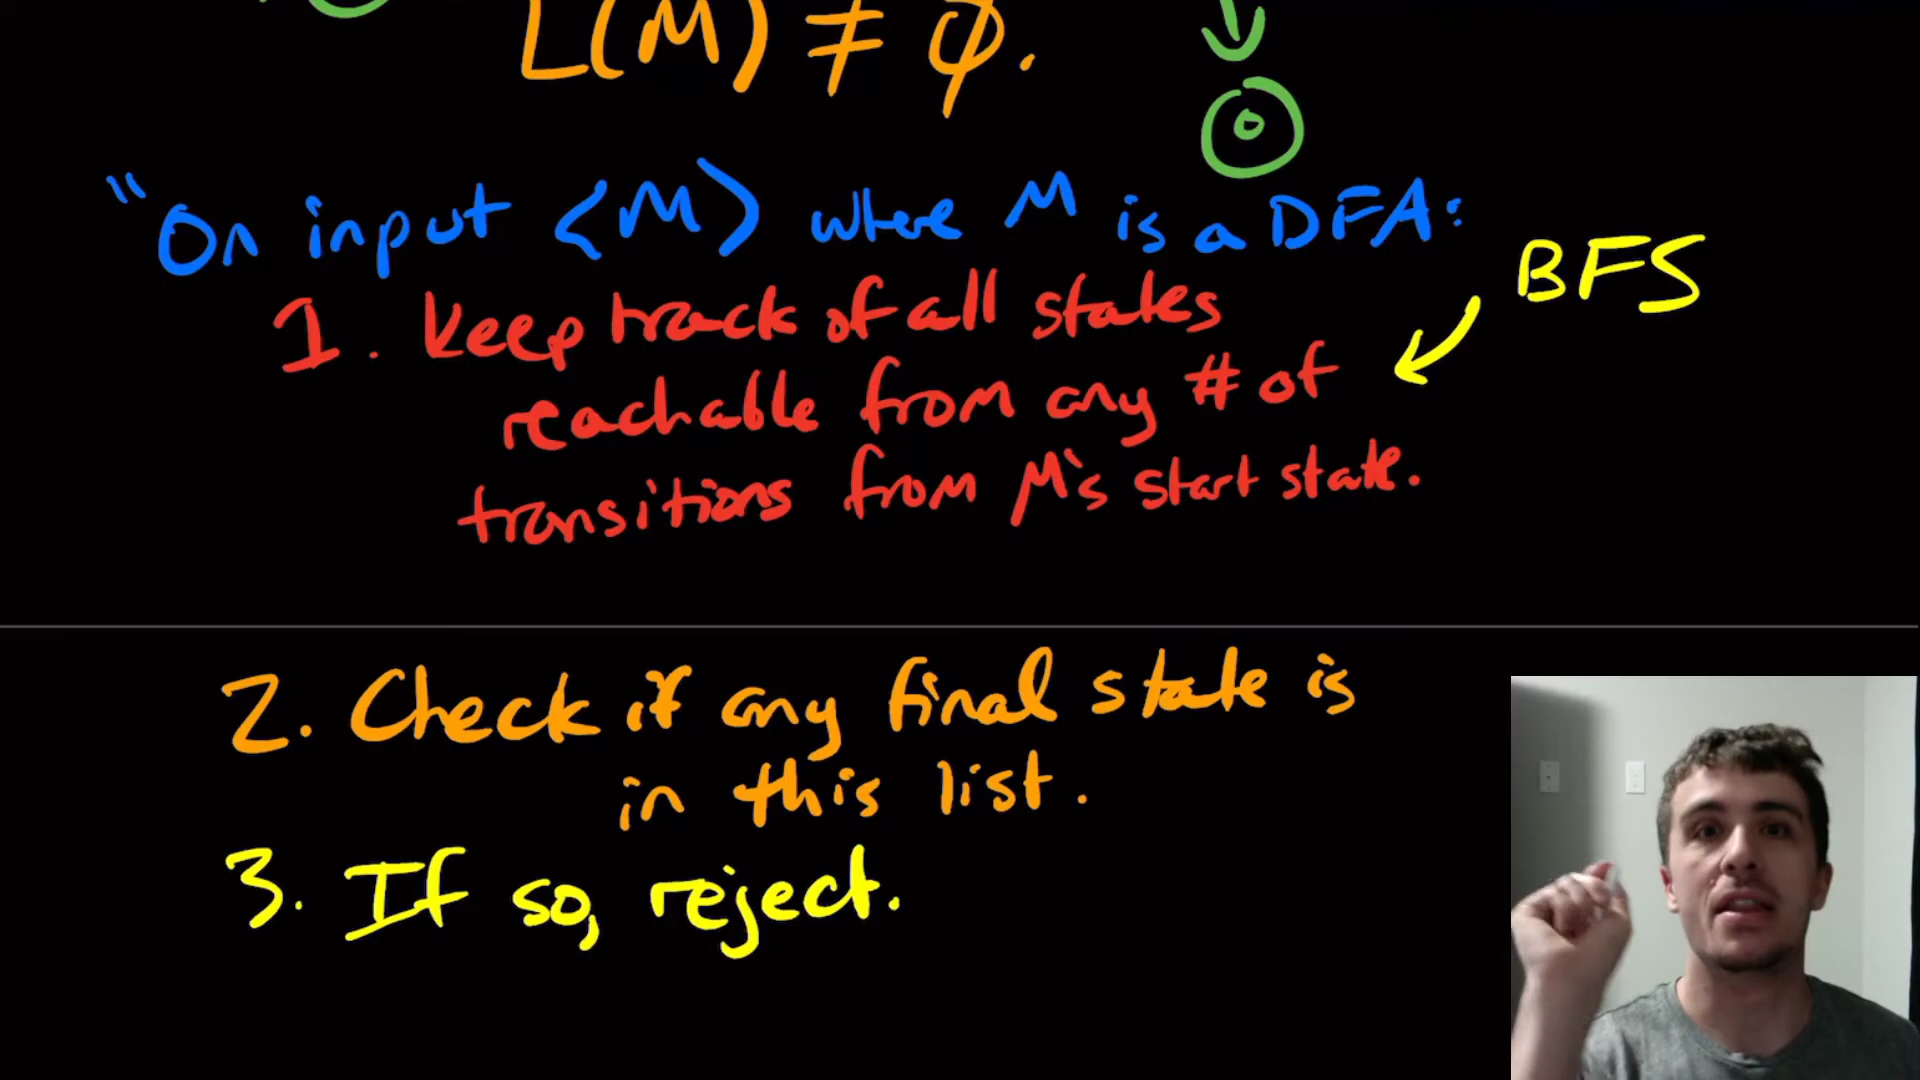 L(M) ≠ ∅.
"On input <M> where M is a DFA:
BFS
1. Keep track of all states
reachable from any # of
transitions from M's start state.
2. Check if any final state is
in this list.
3. If so, reject.